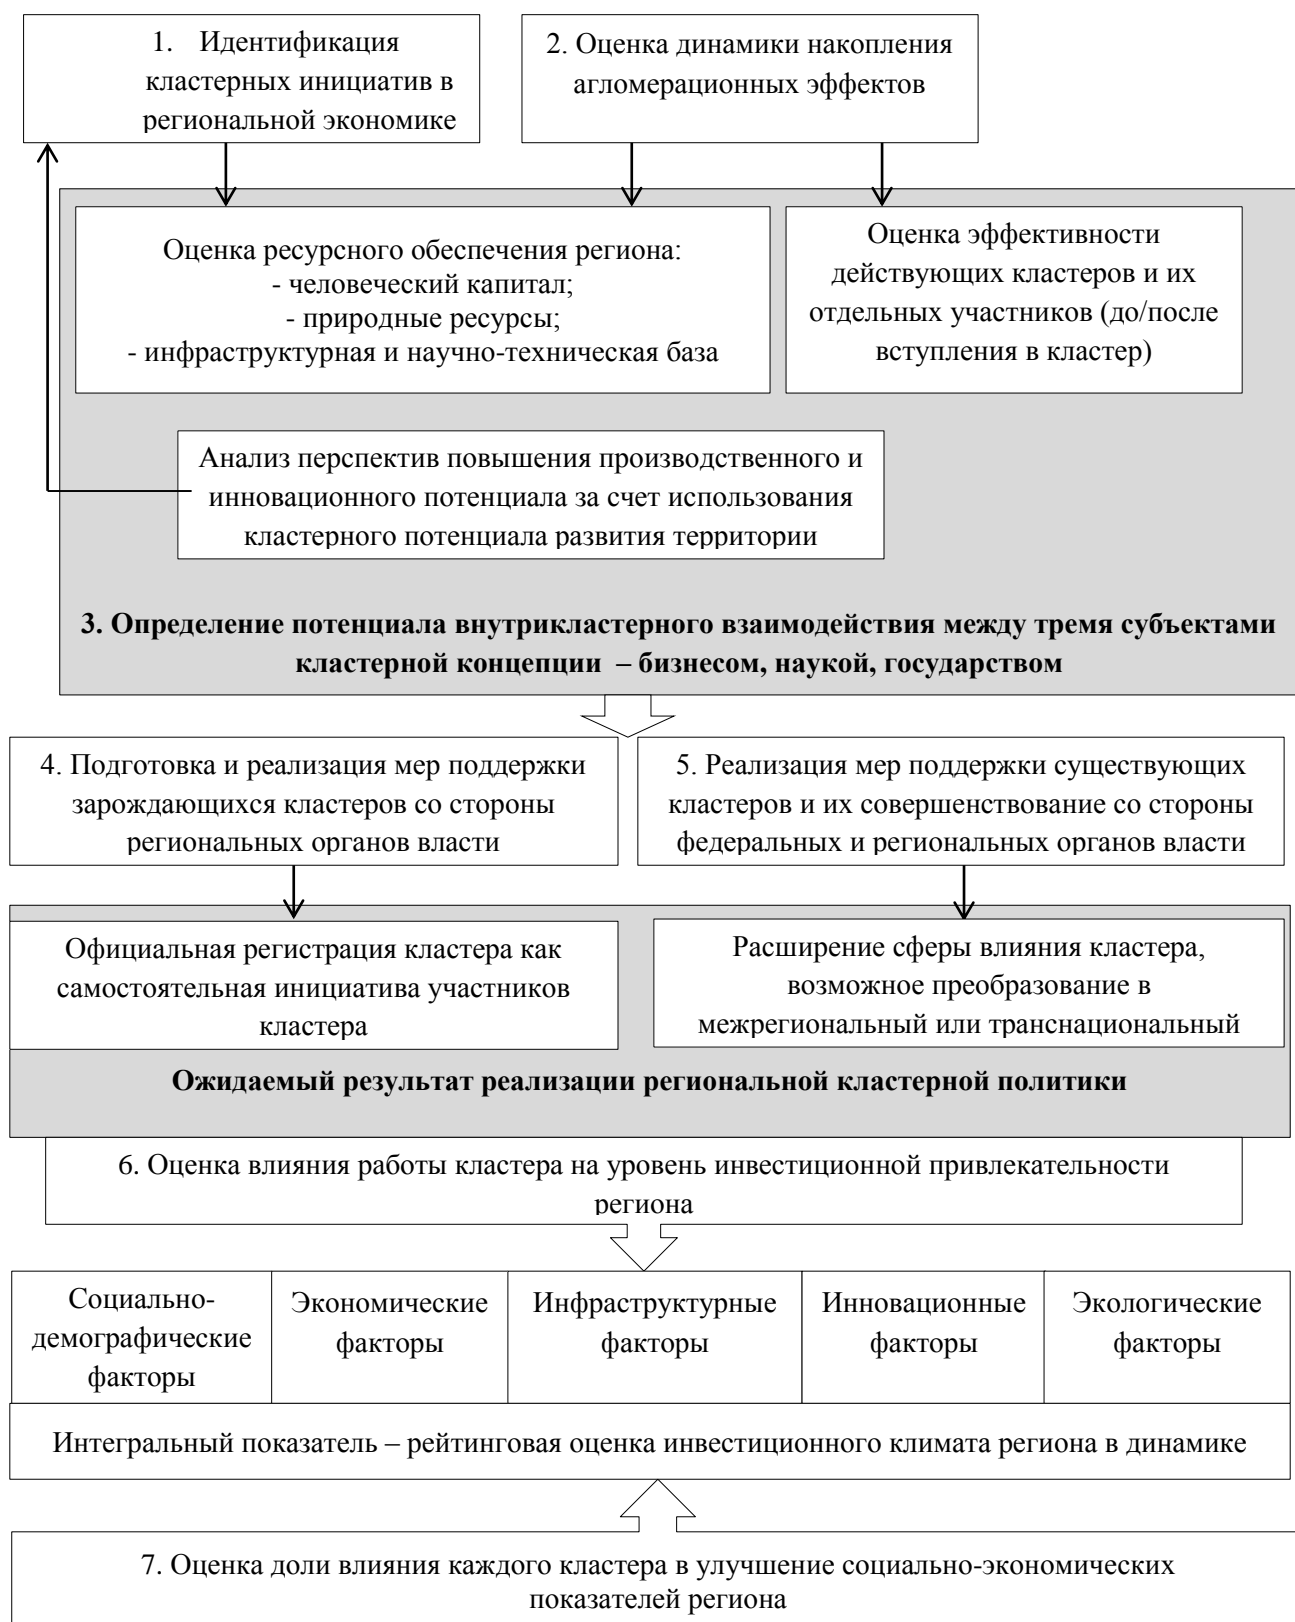 1. Идентификация
кластерных инициатив в
региональной экономике
2. Оценка динамики накопления
агломерационных эффектов
Оценка ресурсного обеспечения региона:
- человеческий капитал;
- природные ресурсы;
- инфраструктурная и научно-техническая база
Оценка эффективности
действующих кластеров и их
отдельных участников (до/после
вступления в кластер)
Анализ перспектив повышения производственного и
инновационного потенциала за счет использования
кластерного потенциала развития территории
3. Определение потенциала внутрикластерного взаимодействия между тремя субъектами
кластерной концепции – бизнесом, наукой, государством
4. Подготовка и реализация мер поддержки
зарождающихся кластеров со стороны
региональных органов власти
5. Реализация мер поддержки существующих
кластеров и их совершенствование со стороны
федеральных и региональных органов власти
Официальная регистрация кластера как
самостоятельная инициатива участников
кластера
Расширение сферы влияния кластера,
возможное преобразование в
межрегиональный или транснациональный
Ожидаемый результат реализации региональной кластерной политики
6. Оценка влияния работы кластера на уровень инвестиционной привлекательности
региона
Социально-
демографические
факторы
Экономические
факторы
Инфраструктурные
факторы
Инновационные
факторы
Экологические
факторы
Интегральный показатель – рейтинговая оценка инвестиционного климата региона в динамике
7. Оценка доли влияния каждого кластера в улучшение социально-экономических
показателей региона